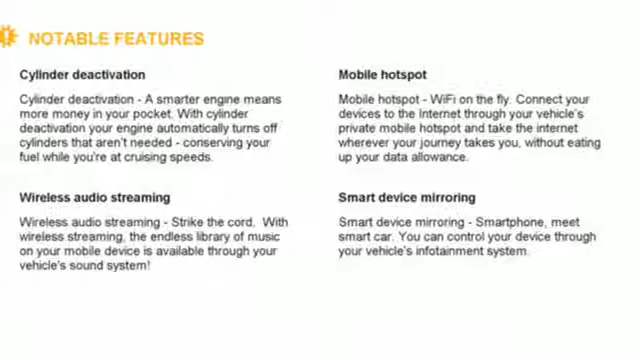 NOTABLE FEATURES
Cylinder deactivation
Cylinder deactivation - A smarter engine means
more money in your pocket. With cylinder
deactivation your engine automatically turns off
cylinders that aren't needed - conserving your
fuel while you're at cruising speeds.
Mobile hotspot
Mobile hotspot - WiFi on the fly. Connect your
devices to the Internet through your vehicle's
private mobile hotspot and take the internet
wherever your journey takes you, without eating
up your data allowance.
Wireless audio streaming
Wireless audio streaming - Strike the cord. With
wireless streaming, the endless library of music
on your mobile device is available through your
vehicle's sound system!
Smart device mirroring
Smart device mirroring - Smartphone, meet
smart car. You can control your device through
your vehicle's infotainment system.